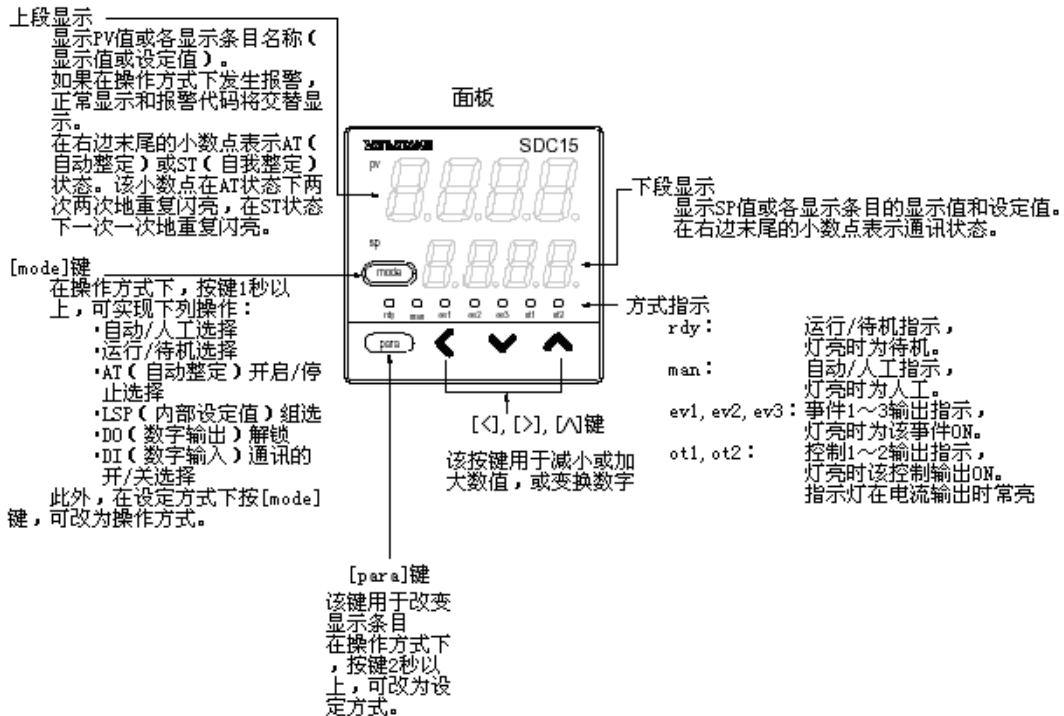 上段显示
显示PV值或各显示条目名称(
显示值或设定值)。
如果在操作方式下发生报警,
正常显示和报警代码将交替显
示。
在右边末尾的小数点表示AT(
自动整定)或ST(自我整定)
状态。该小数点在AT状态下两
次两次地重复闪亮,在ST状态
下一次一次地重复闪亮。
[mode]键
在操作方式下,按键1秒以
上,可实现下列操作:
·自动/人工选择
·运行/待机选择
·AT(自动整定)开启/停
止选择
·LSP(内部设定值)组选
·DO(数字输出)解锁
·DI(数字输入)通讯的
开/关选择
此外,在设定方式下按[mode]
键,可改为操作方式。
面板
SDC15
pv
sp
mode
rdy man ev1 ev2 ev3 ot1 ot2
para
[<],[>],[∧]键
该按键用于减小或加
大数值,或变换数字
[para]键
该键用于改变
显示条目
在操作方式下
,按键2秒以
上,可改为设
定方式。
下段显示
显示SP值或各显示条目的显示值和设定值。
在右边末尾的小数点表示通讯状态。
方式指示
rdy: 运行/待机指示,
灯亮时为待机。
man: 自动/人工指示,
灯亮时为人工。
ev1,ev2,ev3:事件1~3输出指示,
灯亮时为该事件ON。
ot1,ot2: 控制1~2输出指示,
灯亮时该控制输出ON。
指示灯在电流输出时常亮